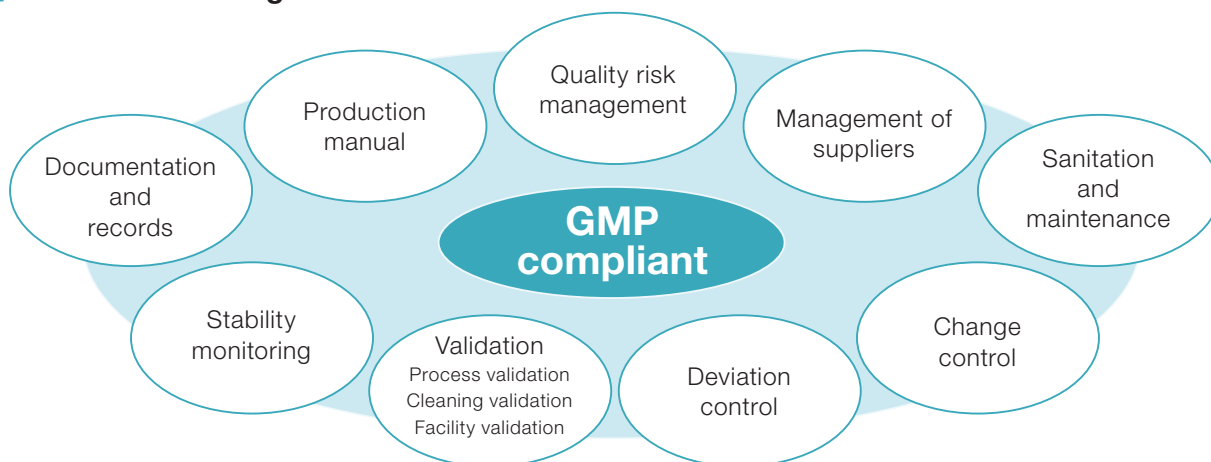 Quality risk
management
Production
manual
Management of
suppliers
Documentation
and
records
Sanitation
and
maintenance
GMP
compliant
Stability
monitoring
Validation
Process validation
Cleaning validation
Facility validation
Deviation
control
Change
control